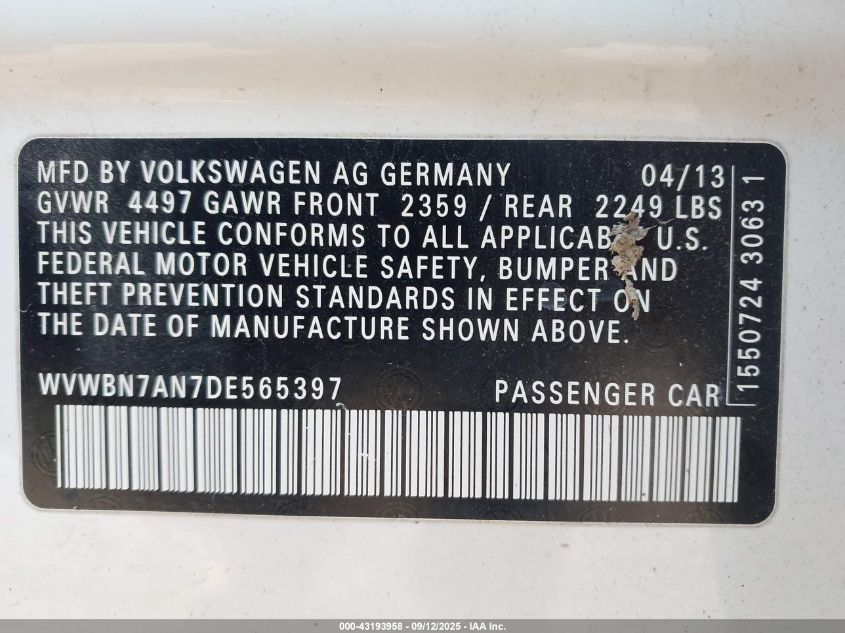 MFD BY VOLKSWAGEN AG GERMANY 04/13
GVWR 4497 GAWR FRONT 2359 / REAR 2249 LBS
THIS VEHICLE CONFORMS TO ALL APPLICAB U.S.
FEDERAL MOTOR VEHICLE SAFETY, BUMPER AND
THEFT PREVENTION STANDARDS IN EFFECT ON
THE DATE OF MANUFACTURE SHOWN ABOVE.
WVWBN7AN7DE565397 PASSENGER CAR
1550724 3063 1
000-43193958 - 09/12/2025 - IAA Inc.